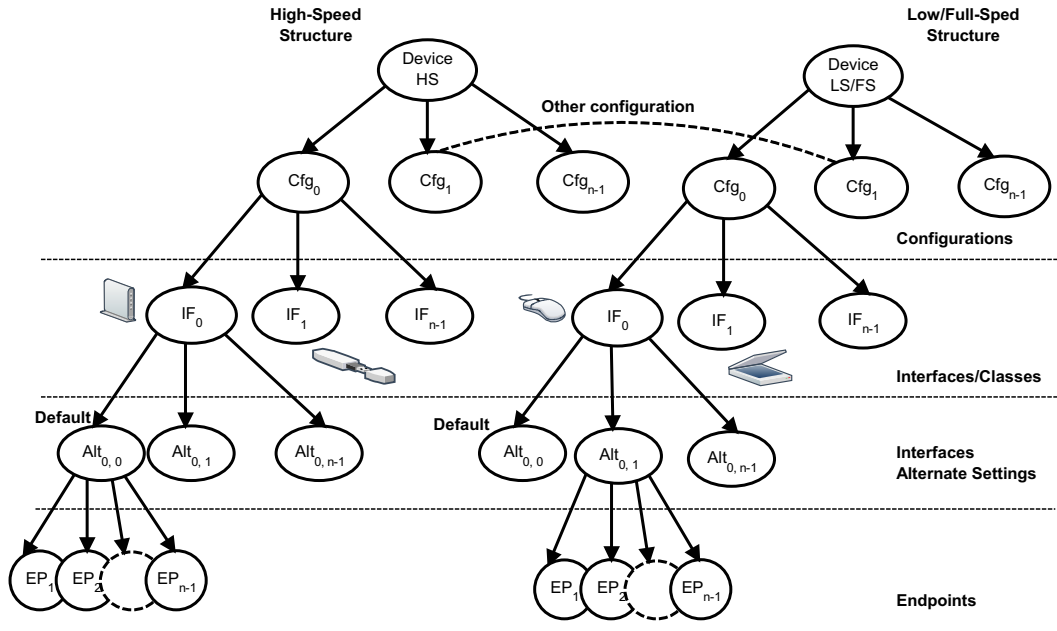 High-Speed
Structure
Low/Full-Sped
Structure
Device
HS
Device
LS/FS
Other configuration
Cfg0
Cfg1
Cfgn-1
Cfg0
Cfg1
Cfgn-1
Configurations
IF0
IF1
IFn-1
IF0
IF1
IFn-1
Interfaces/Classes
Default
Default
Alt0, 0
Alt0, 1
Alt0, n-1
Alt0, 0
Alt0, 1
Alt0, n-1
Interfaces
Alternate Settings
EP1
EP2
EPn-1
EP1
EP2
EPn-1
Endpoints